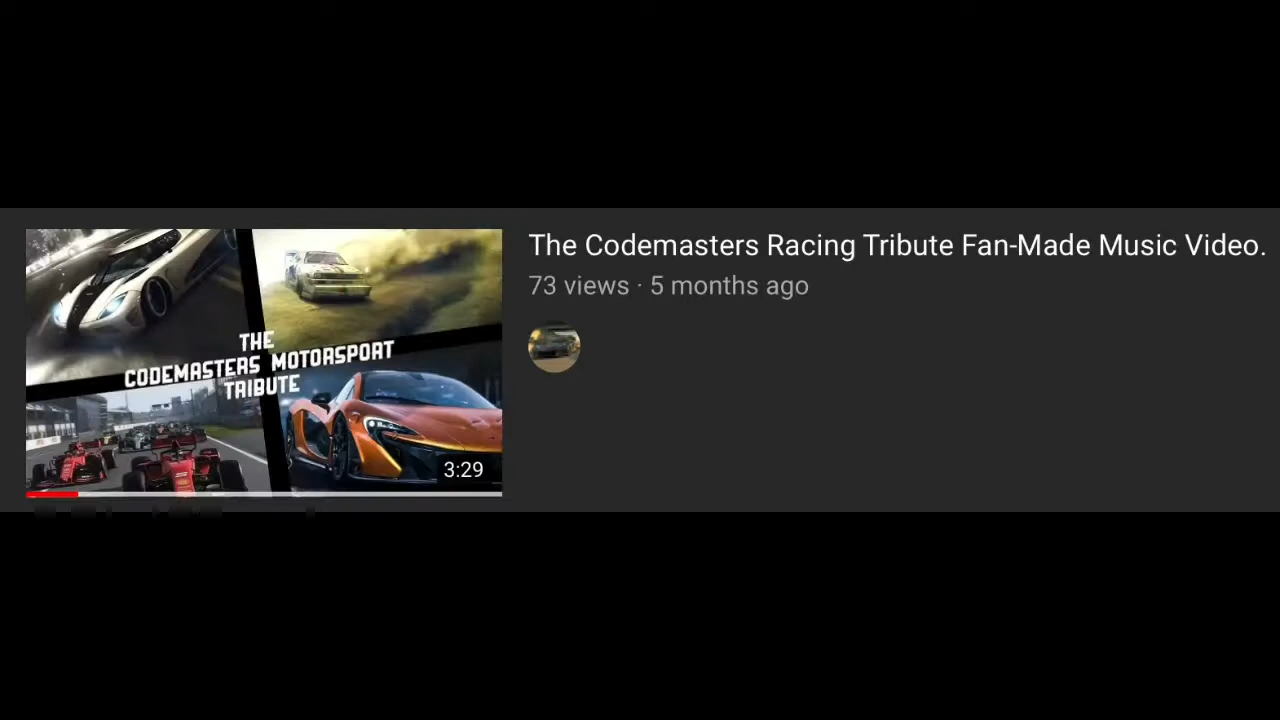 The Codemasters Racing Tribute Fan-Made Music Video.
73 views · 5 months ago
THE
CODEMASTERS MOTORSPORT
TRIBUTE
3:29